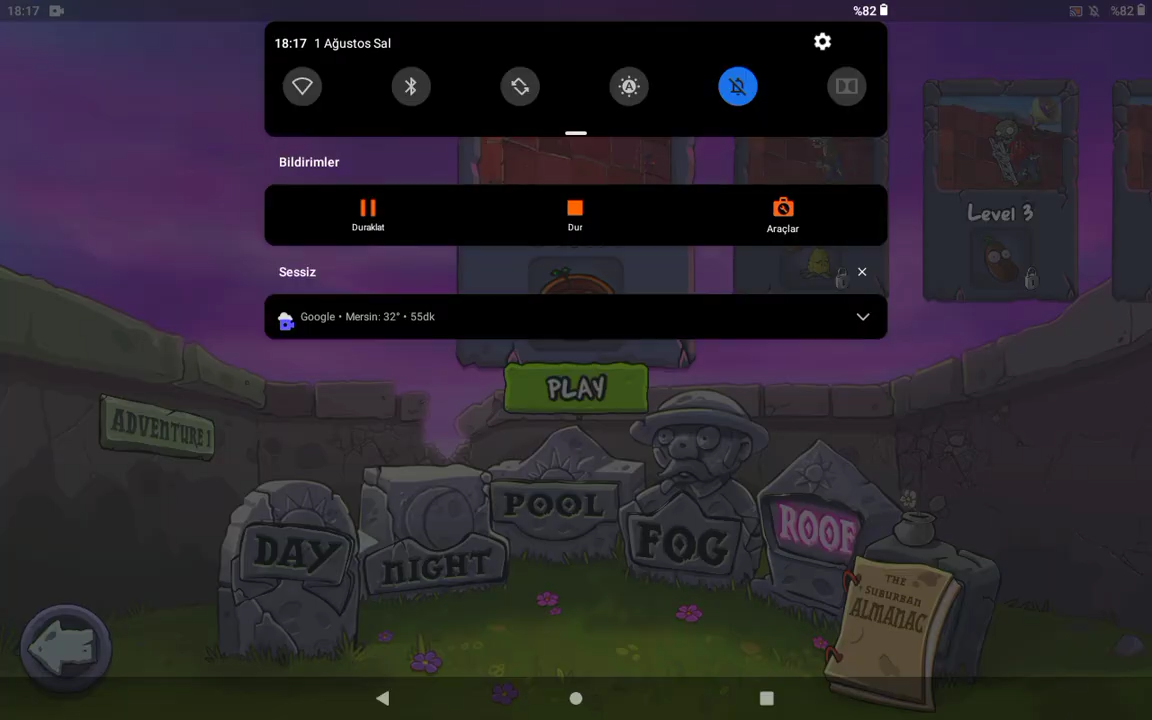 18:17
%82
%82
18:17 1 Ağustos Sal
Bildirimler
Duraklat
Dur
Araçlar
Sessiz
Google • Mersin: 32° • 55dk
Level 3
PLAY
ADVENTURE 1
DAY
NIGHT
POOL
FOG
ROOF
THE
SUBURBAN
ALMANAC